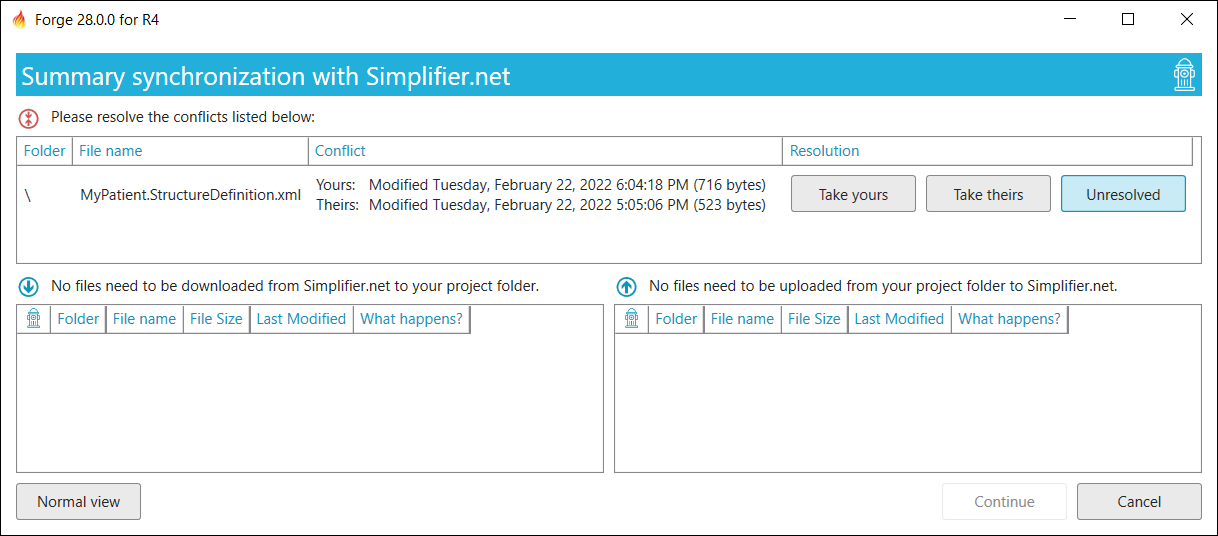 Forge 28.0.0 for R4
Summary synchronization with Simplifier.net
Please resolve the conflicts listed below:
Folder File name Conflict Resolution
\ MyPatient.StructureDefinition.xml Yours: Modified Tuesday, February 22, 2022 6:04:18 PM (716 bytes)
Theirs: Modified Tuesday, February 22, 2022 5:05:06 PM (523 bytes)
Take yours Take theirs Unresolved
No files need to be downloaded from Simplifier.net to your project folder.
Folder File name File Size Last Modified What happens?
No files need to be uploaded from your project folder to Simplifier.net.
Folder File name File Size Last Modified What happens?
Normal view Continue Cancel